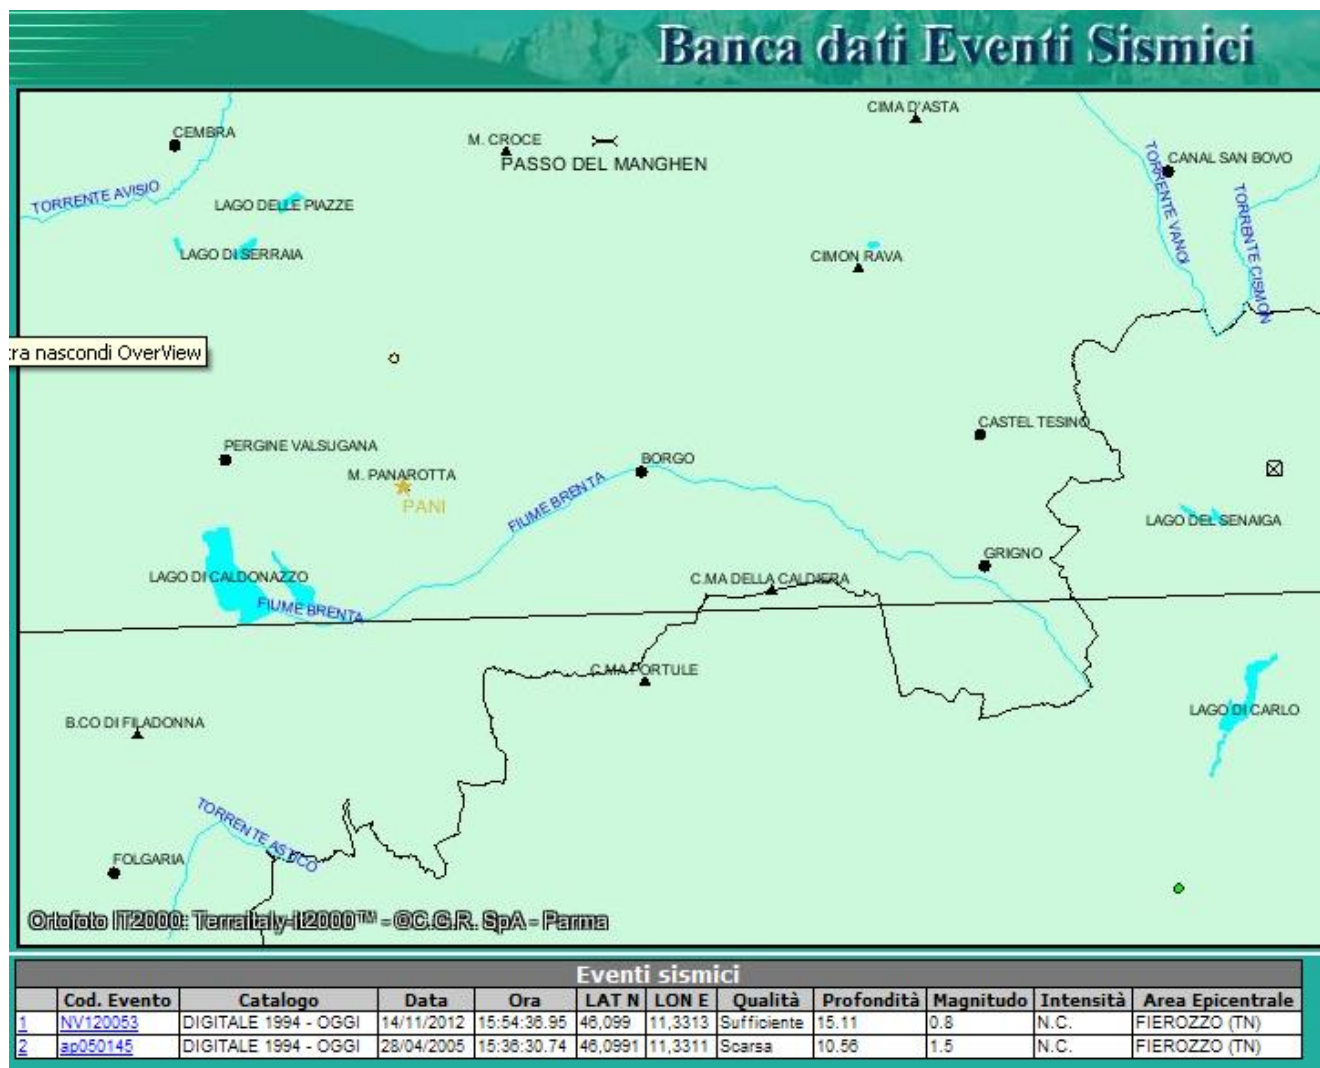 Banca dati Eventi Sismici
CIMA D'ASTA
CEMBRA
M. CROCE
PASSO DEL MANGHEN
CANAL SAN BOVO
TORRENTE AVISIO
TORRENTE VANOI
TORRENTE CISMON
LAGO DELLE PIAZZE
LAGO DI SERRAIA
CIMON RAVA
tra nascondi OverView
CASTEL TESINO
PERGINE VALSUGANA
BORGO
M. PANAROTTA
PANI
FIUME BRENTA
LAGO DEL SENAIGA
GRIGNO
LAGO DI CALDONAZZO
C.MA DELLA CALDIERA
FIUME BRENTA
C.MA PORTULE
LAGO DI CARLO
B.CO DI FILADONNA
TORRENTE ASTICO
FOLGARIA
Ortofoto IT2000: Terraitaly-it2000™ - ©C.G.R. SpA - Parma
Eventi sismici
Cod. Evento Catalogo Data Ora LAT N LON E Qualità Profondità Magnitudo Intensità Area Epicentrale
1 NV120053 DIGITALE 1994 - OGGI 14/11/2012 15:54:36.95 46,099 11,3313 Sufficiente 15.11 0.8 N.C. FIEROZZO (TN)
2 ap050145 DIGITALE 1994 - OGGI 28/04/2005 15:36:30.74 46,0991 11,3311 Scarsa 10.56 1.5 N.C. FIEROZZO (TN)